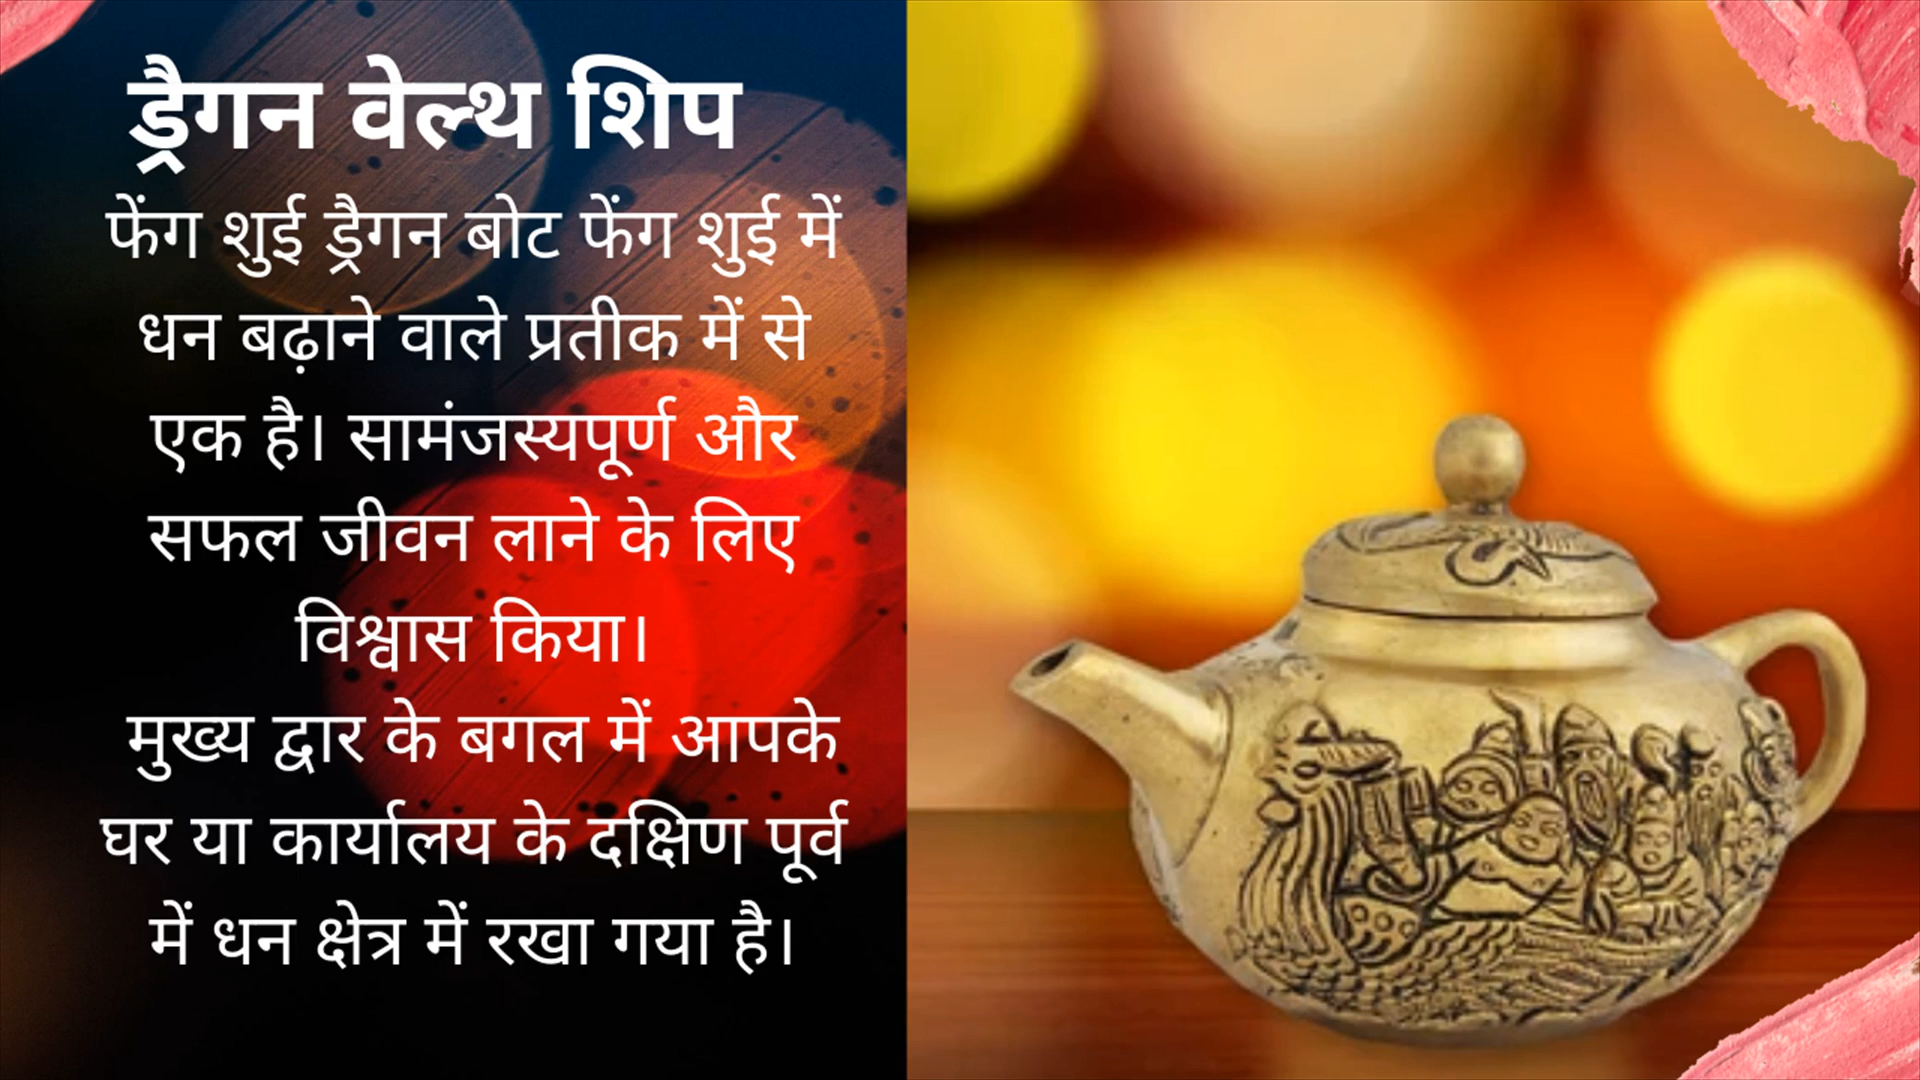 ड्रैगन वेल्थ शिप
फेंग शुई ड्रैगन बोट फेंग शुई में
धन बढ़ाने वाले प्रतीक में से
एक है। सामंजस्यपूर्ण और
सफल जीवन लाने के लिए
विश्वास किया।
मुख्य द्वार के बगल में आपके
घर या कार्यालय के दक्षिण पूर्व
में धन क्षेत्र में रखा गया है।